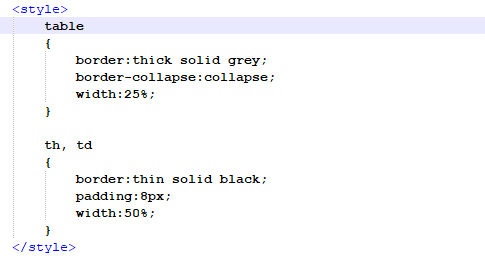 <style>
table
{
border:thick solid grey;
border-collapse:collapse;
width:25%;
}
th, td
{
border:thin solid black;
padding:8px;
width:50%;
}
</style>